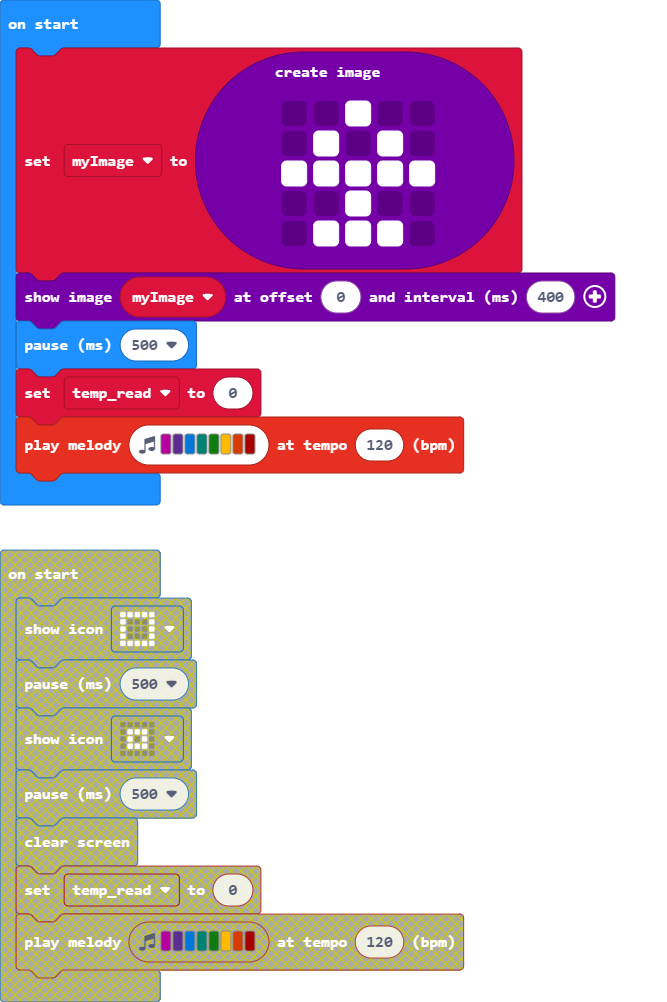 on start
create image
set myImage to
show image myImage at offset 0 and interval (ms) 400
pause (ms) 500
set temp_read to 0
play melody at tempo 120 (bpm)
on start
show icon
pause (ms) 500
show icon
pause (ms) 500
clear screen
set temp_read to 0
play melody at tempo 120 (bpm)